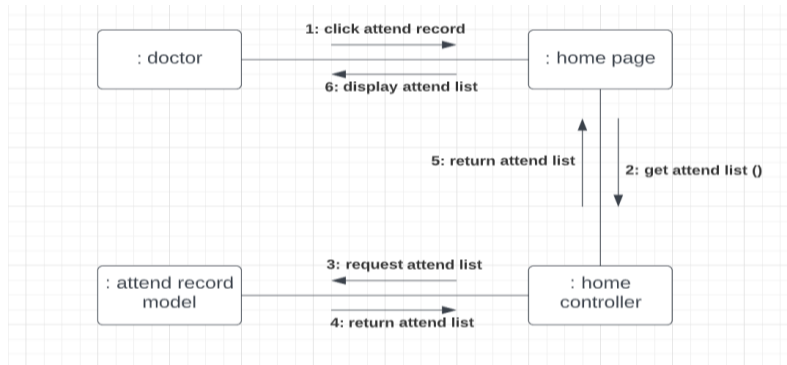 1: click attend record
: doctor
: home page
6: display attend list
5: return attend list
2: get attend list ()
3: request attend list
: attend record
model
: home
controller
4: return attend list